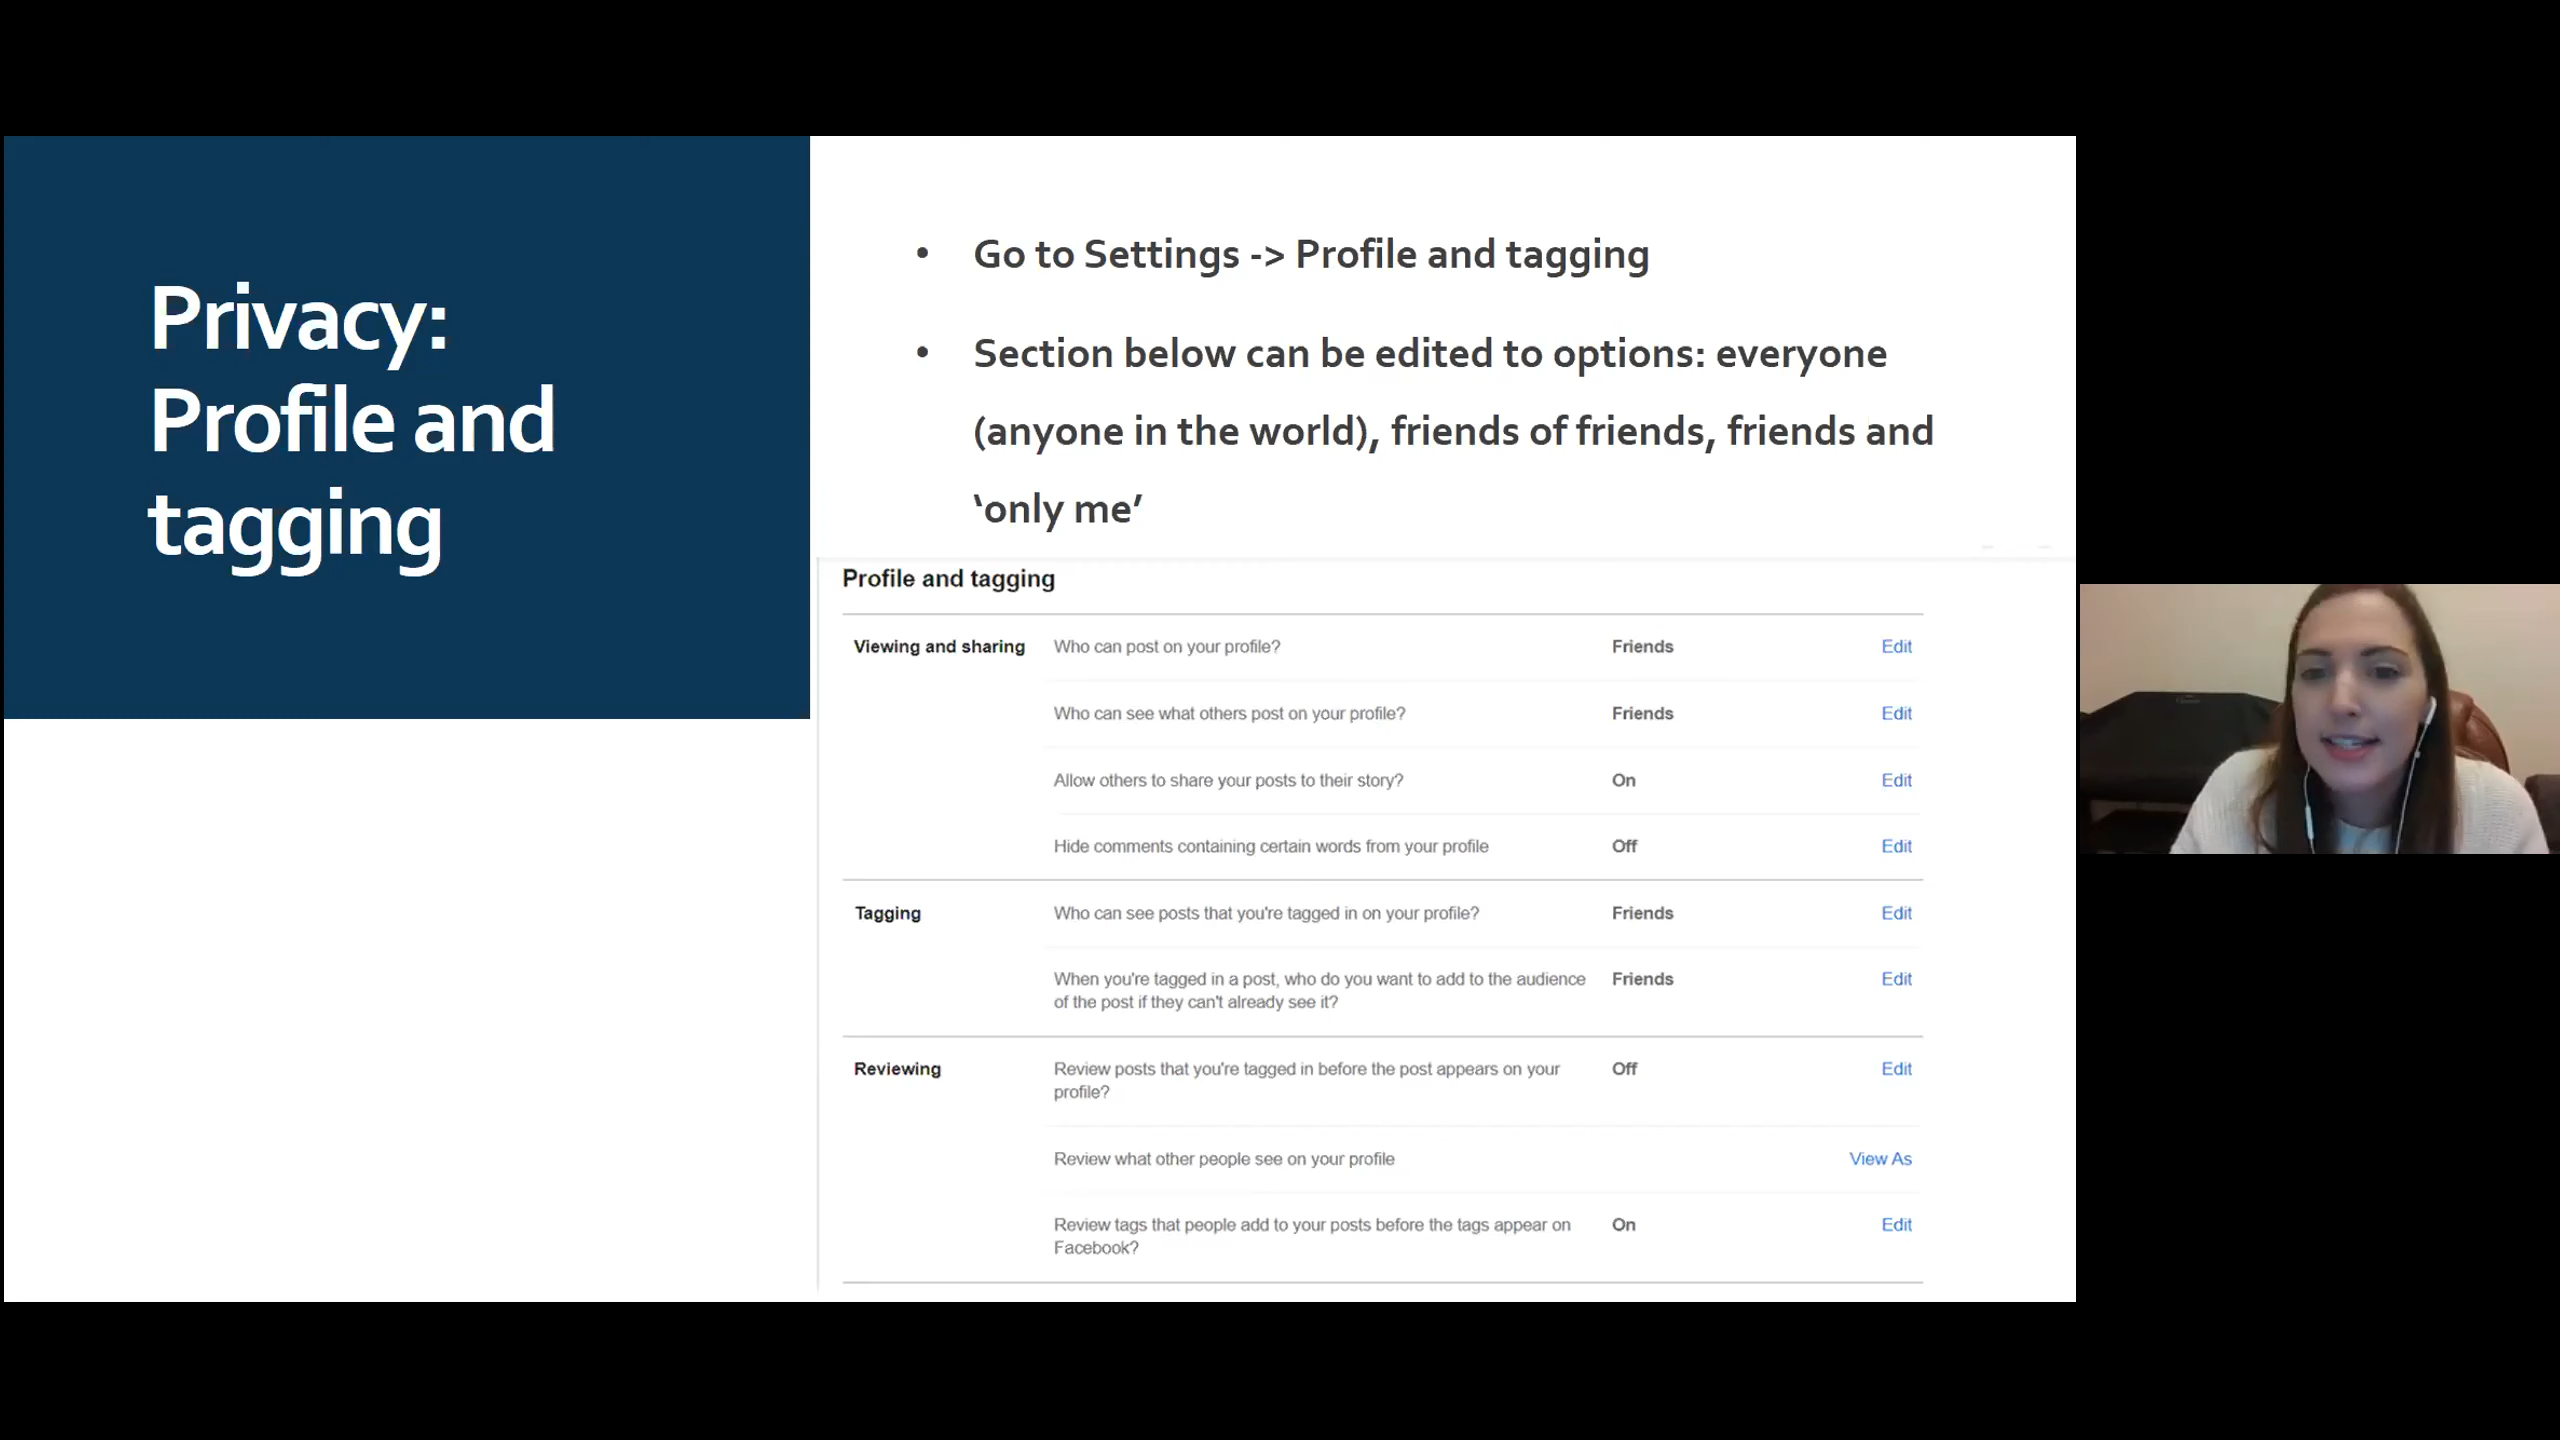 Privacy:
Profile and
tagging
• Go to Settings -> Profile and tagging
• Section below can be edited to options: everyone
(anyone in the world), friends of friends, friends and
‘only me’
Profile and tagging
Viewing and sharing Who can post on your profile? Friends Edit
Who can see what others post on your profile? Friends Edit
Allow others to share your posts to their story? On Edit
Hide comments containing certain words from your profile Off Edit
Tagging Who can see posts that you're tagged in on your profile? Friends Edit
When you're tagged in a post, who do you want to add to the audience Friends Edit
of the post if they can't already see it?
Reviewing Review posts that you're tagged in before the post appears on your Off Edit
profile?
Review what other people see on your profile View As
Review tags that people add to your posts before the tags appear on On Edit
Facebook?